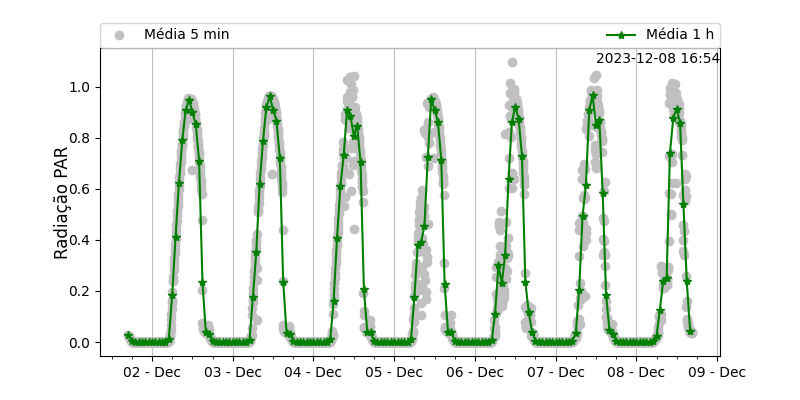 Média 5 min
Média 1 h
2023-12-08 16:54
Radiação PAR
1.0
0.8
0.6
0.4
0.2
0.0
02 - Dec
03 - Dec
04 - Dec
05 - Dec
06 - Dec
07 - Dec
08 - Dec
09 - Dec